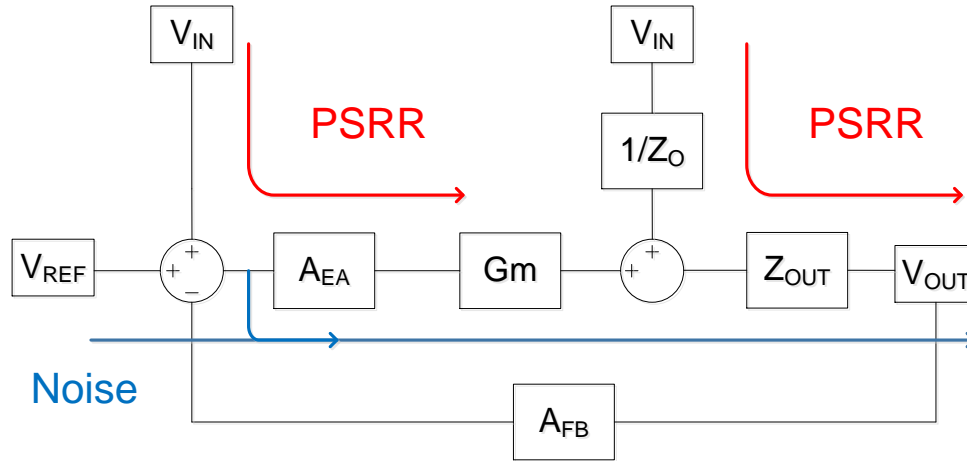 VIN
VIN
PSRR
PSRR
1/ZO
+
+
VREF
+
−
AEA
Gm
+
ZOUT
VOUT
Noise
AFB